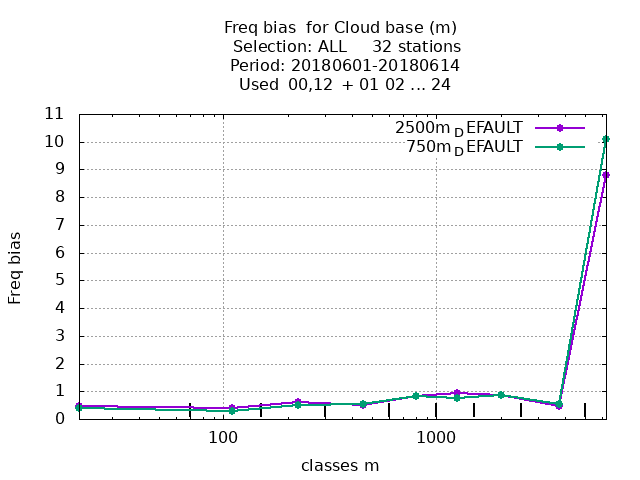 Freq bias  for Cloud base (m)
Selection: ALL     32 stations
Period: 20180601-20180614
Used  00,12  + 01 02 ... 24
2500m_DEFAULT
750m_DEFAULT
11
10
9
8
7
6
5
4
3
2
1
0
Freq bias
100
1000
classes m